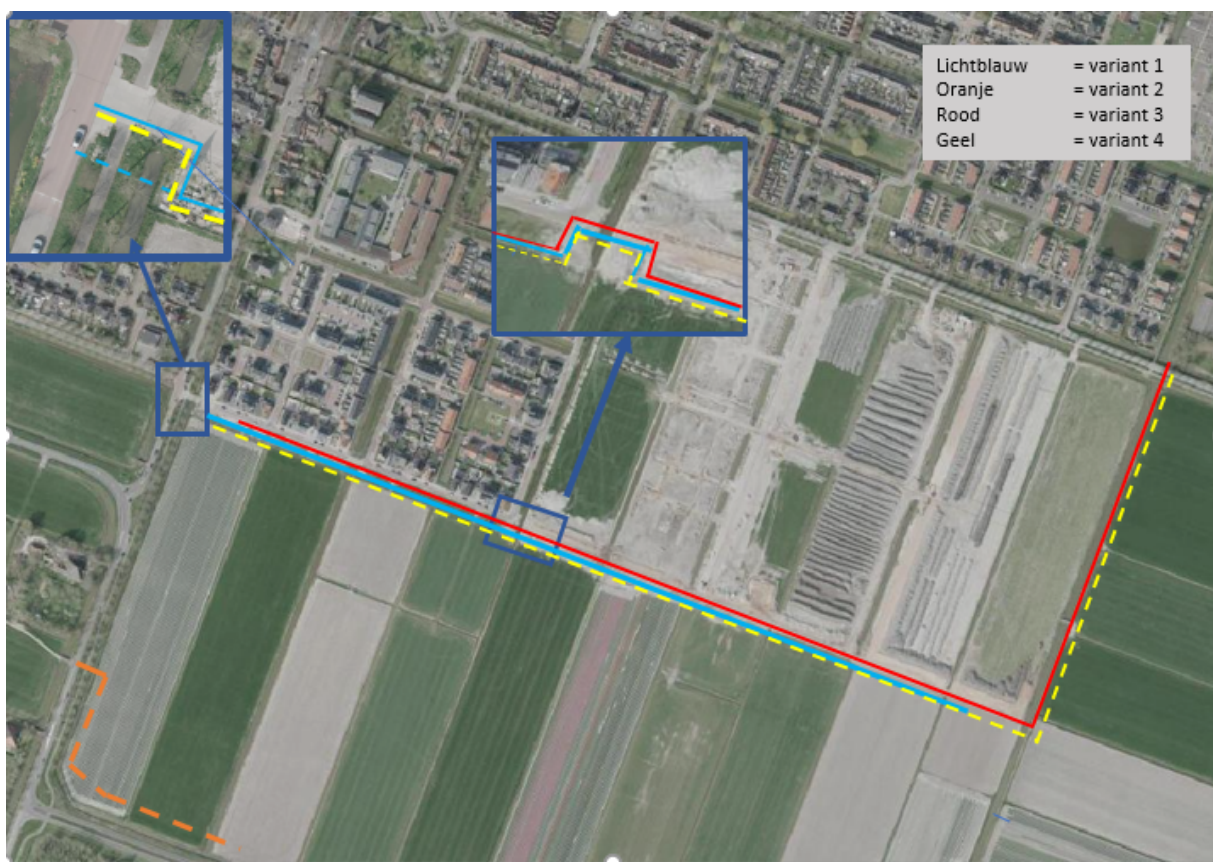 Lichtblauw = variant 1
Oranje = variant 2
Rood = variant 3
Geel = variant 4